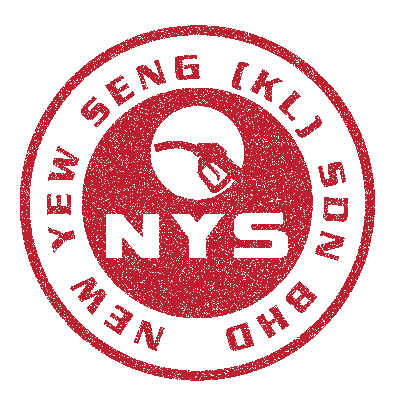 NEW YEW SENG (KL) SDN BHD
NYS